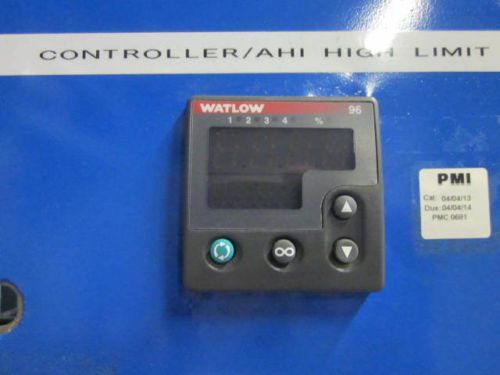 CONTROLLER/AHI HIGH LIMIT
WATLOW 96
1 2 3 4 %
PMI
Cal: 04/04/13
Due: 04/04/14
PMC 0681